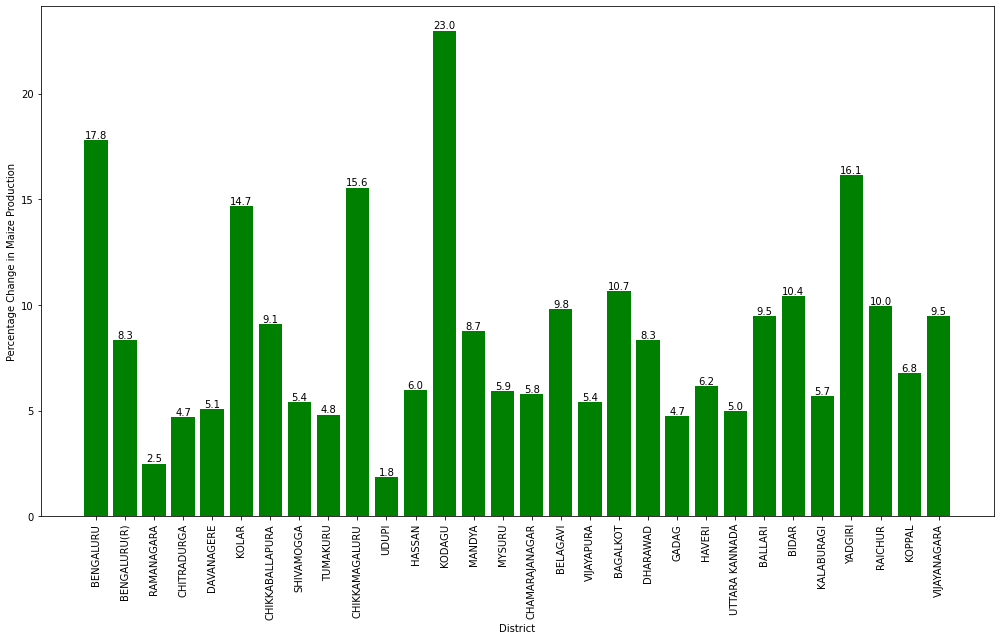 Percentage Change in Maize Production
20
15
10
5
0
17.8
8.3
2.5
4.7
5.1
14.7
9.1
5.4
4.8
15.6
1.8
6.0
23.0
8.7
5.9
5.8
9.8
5.4
10.7
8.3
4.7
6.2
5.0
9.5
10.4
5.7
16.1
10.0
6.8
9.5
BENGALURU
BENGALURU(R)
RAMANAGARA
CHITRADURGA
DAVANAGERE
KOLAR
CHIKKABALLAPURA
SHIVAMOGGA
TUMAKURU
CHIKKAMAGALURU
UDUPI
HASSAN
KODAGU
MANDYA
MYSURU
CHAMARAJANAGAR
BELAGAVI
VIJAYAPURA
BAGALKOT
DHARAWAD
GADAG
HAVERI
UTTARA KANNADA
BALLARI
BIDAR
KALABURAGI
YADGIRI
RAICHUR
KOPPAL
VIJAYANAGARA
District